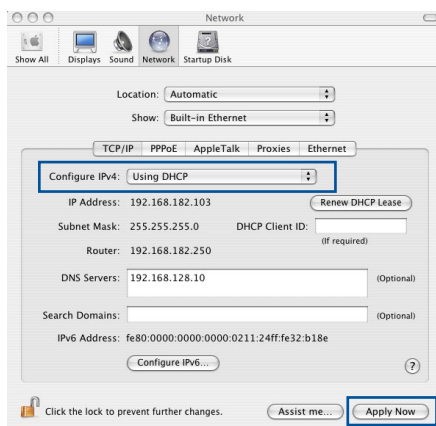 Network
Show All Displays Sound Network Startup Disk
Location: Automatic
Show: Built-in Ethernet
TCP/IP PPPoE AppleTalk Proxies Ethernet
Configure IPv4: Using DHCP
IP Address: 192.168.182.103 Renew DHCP Lease
Subnet Mask: 255.255.255.0 DHCP Client ID:
(If required)
Router: 192.168.182.250
DNS Servers: 192.168.128.10 (Optional)
Search Domains: (Optional)
IPv6 Address: fe80:0000:0000:0000:0211:24ff:fe32:b18e
Configure IPv6... ?
Click the lock to prevent further changes. Assist me... Apply Now